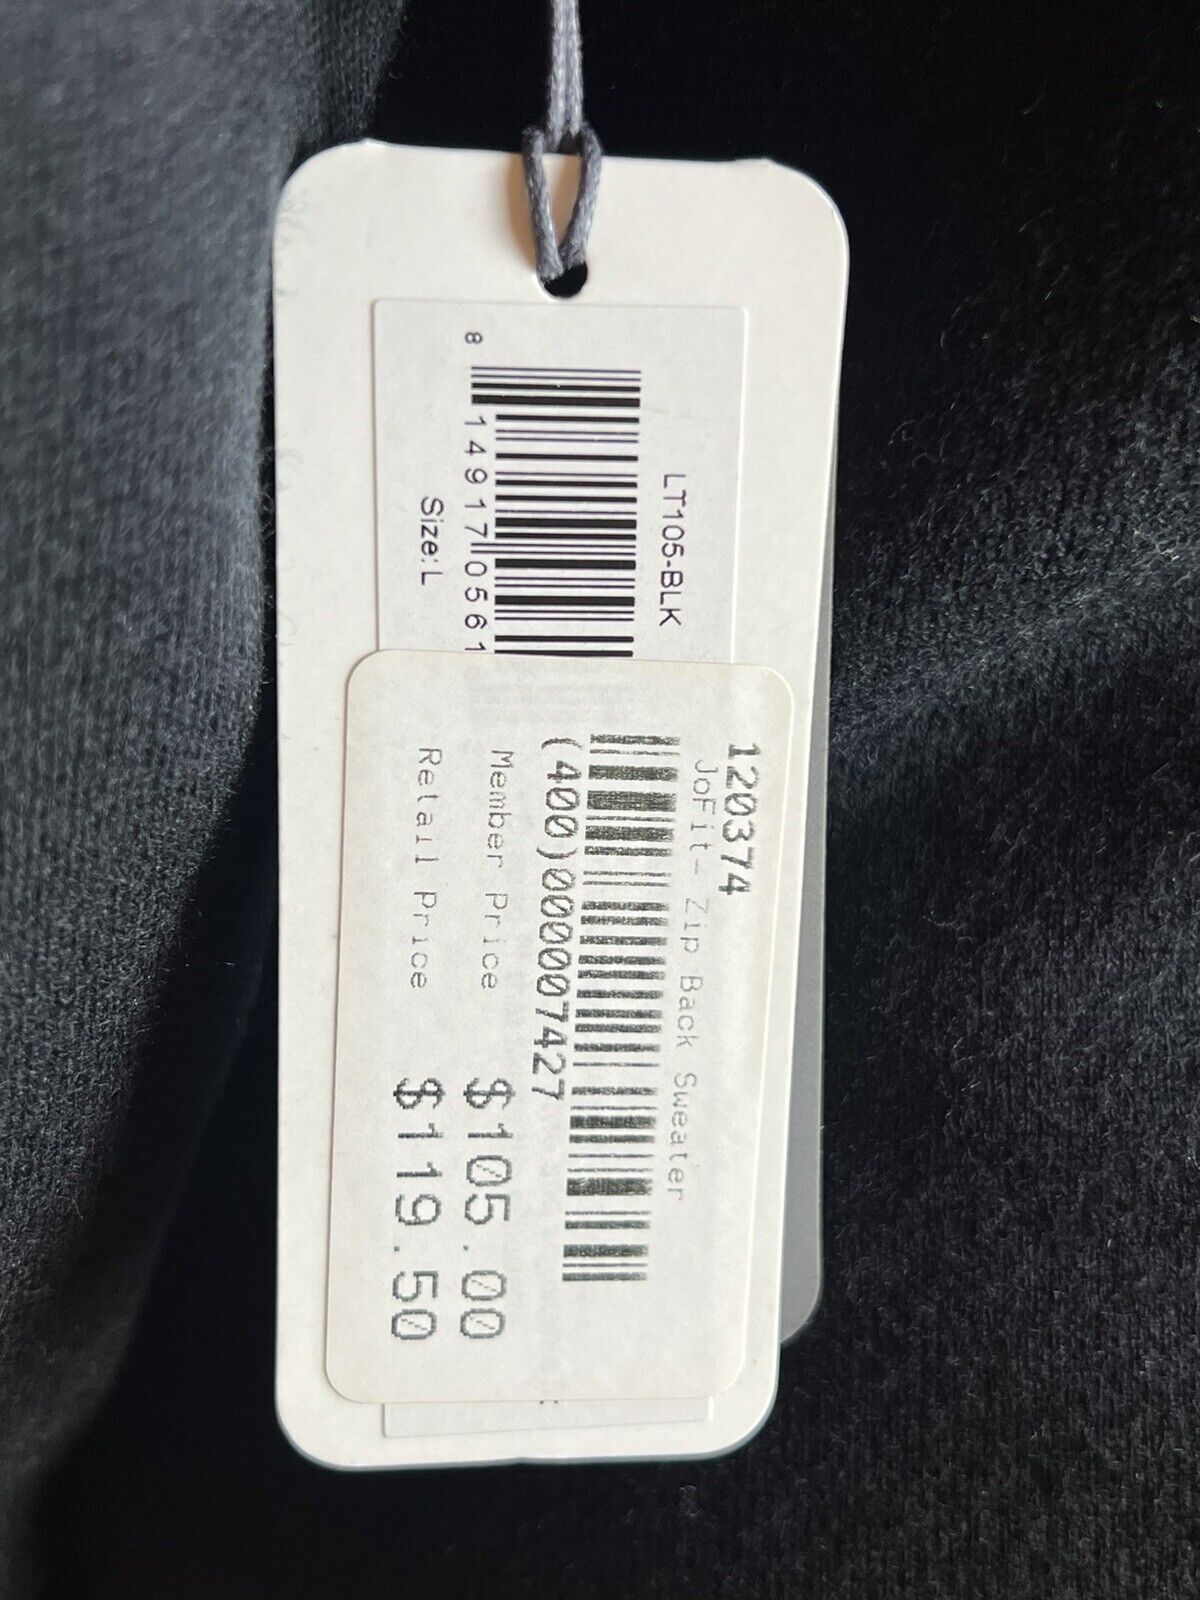 LT105-BLK
8 14917 0561
Size: L
120374
JoFit- Zip Back Sweater
(400)000007427
Member Price $105.00
Retail Price $119.50